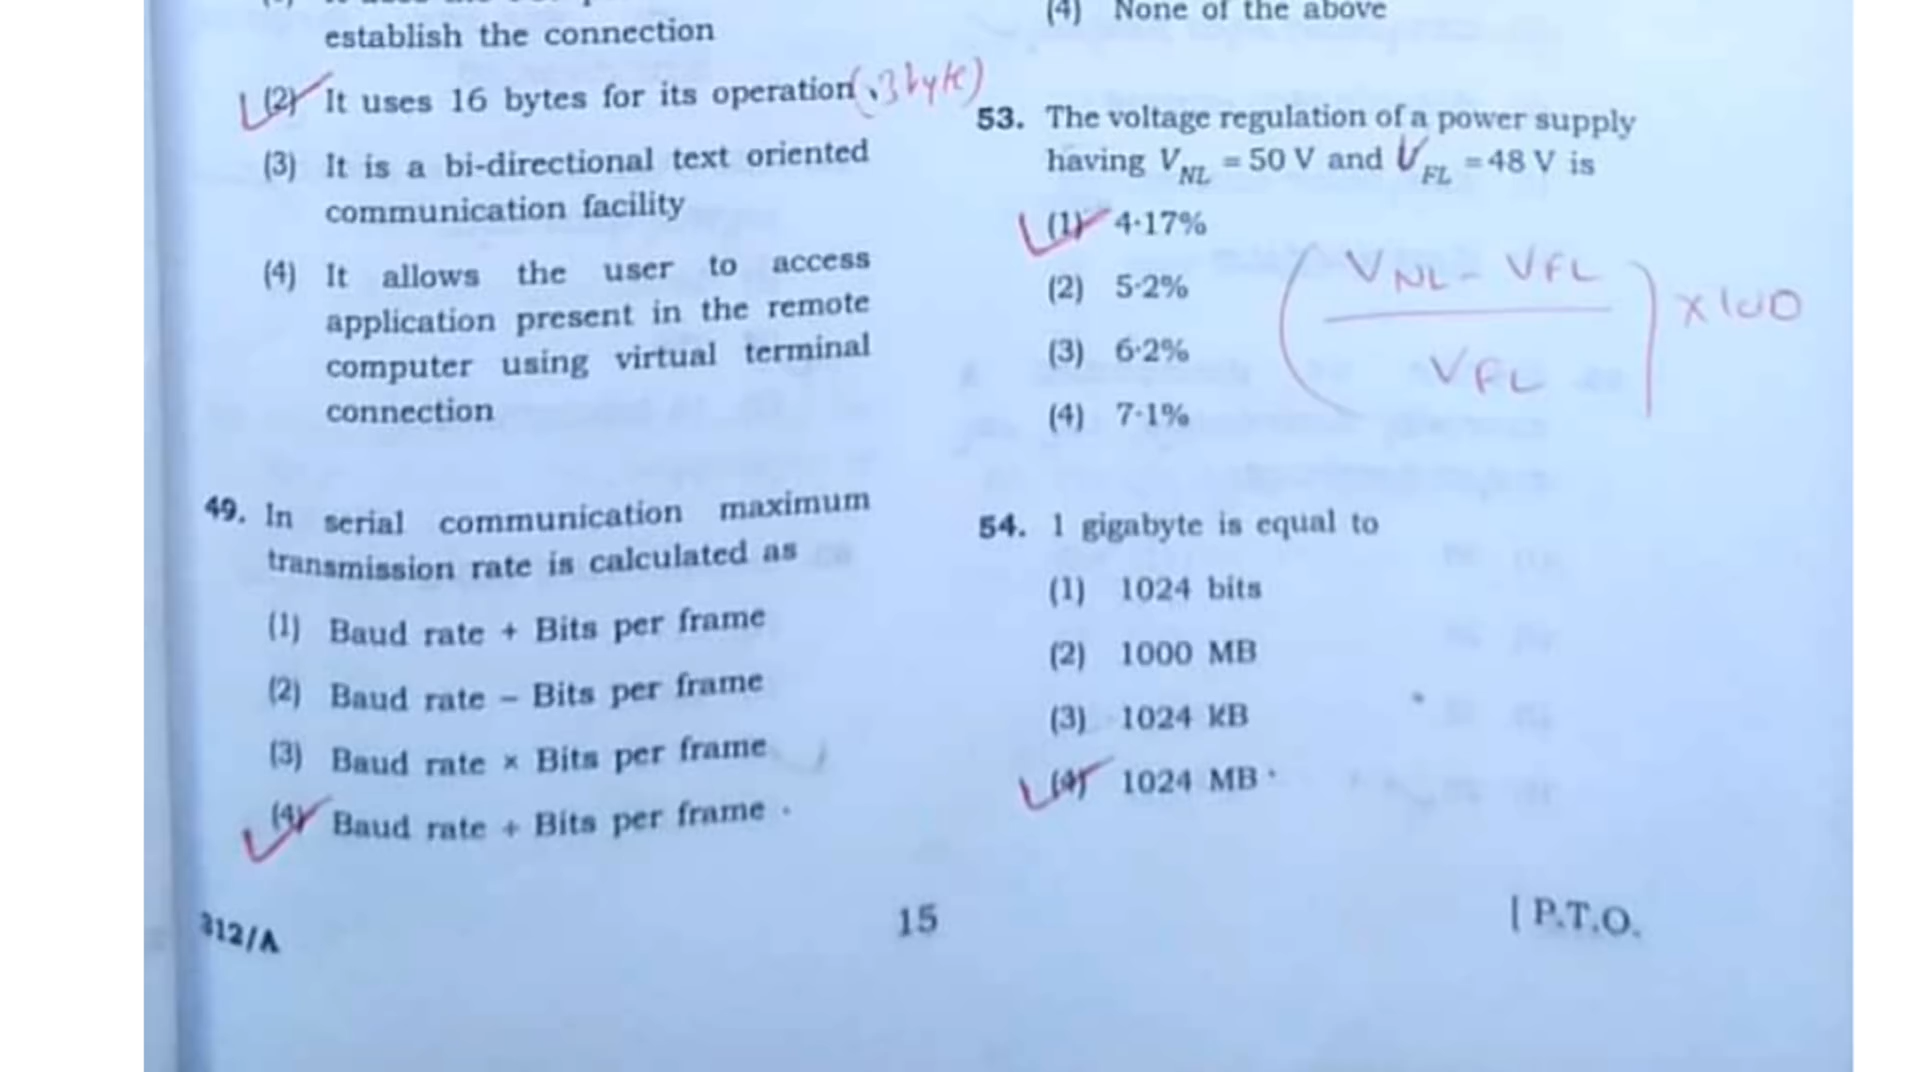 establish the connection
(2) It uses 16 bytes for its operation (3 byte)
(3) It is a bi-directional text oriented
communication facility
(4) It allows the user to access
application present in the remote
computer using virtual terminal
connection
49. In serial communication maximum
transmission rate is calculated as
(1) Baud rate + Bits per frame
(2) Baud rate − Bits per frame
(3) Baud rate × Bits per frame
(4) Baud rate ÷ Bits per frame
312/A
(4) None of the above
53. The voltage regulation of a power supply
having V_NL = 50 V and V_FL = 48 V is
(1) 4·17%
(2) 5·2%
(3) 6·2%
(4) 7·1%
(V_NL - V_FL
V_FL) ×100
54. 1 gigabyte is equal to
(1) 1024 bits
(2) 1000 MB
(3) 1024 kB
(4) 1024 MB
15
[ P.T.O.